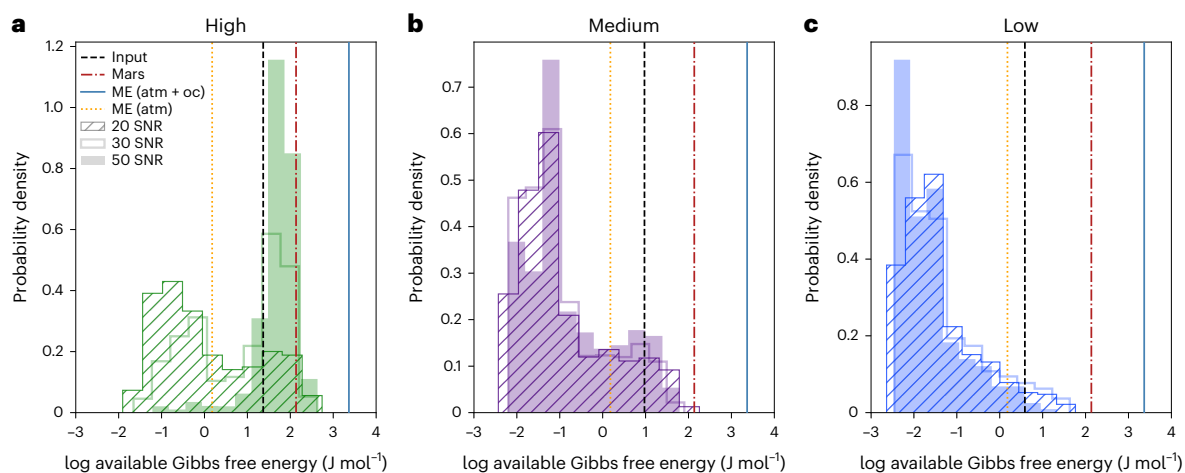 a
High
1.2
1.0
0.8
0.6
0.4
0.2
0
Probability density
Input
Mars
ME (atm + oc)
ME (atm)
20 SNR
30 SNR
50 SNR
−3 −2 −1 0 1 2 3 4
log available Gibbs free energy (J mol⁻¹)
b
Medium
0.7
0.6
0.5
0.4
0.3
0.2
0.1
0
Probability density
−3 −2 −1 0 1 2 3 4
log available Gibbs free energy (J mol⁻¹)
c
Low
0.8
0.6
0.4
0.2
0
Probability density
−3 −2 −1 0 1 2 3 4
log available Gibbs free energy (J mol⁻¹)